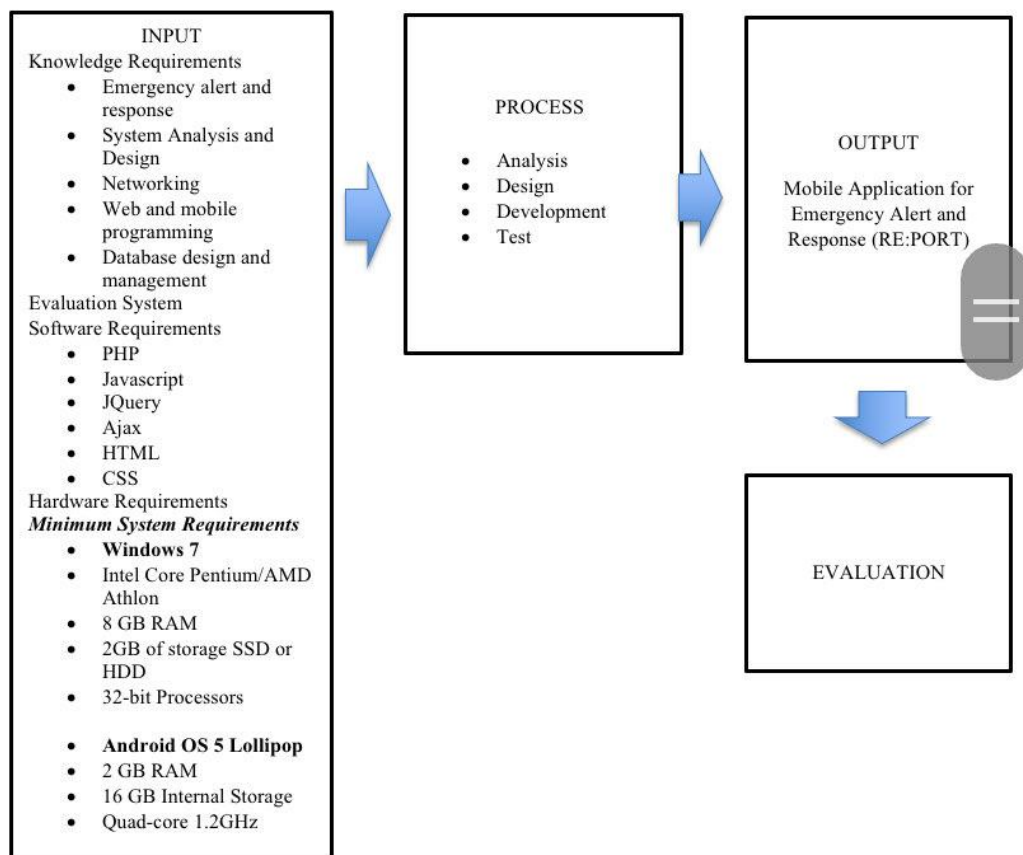 INPUT
Knowledge Requirements
• Emergency alert and
response
• System Analysis and
Design
• Networking
• Web and mobile
programming
• Database design and
management
Evaluation System
Software Requirements
• PHP
• Javascript
• JQuery
• Ajax
• HTML
• CSS
Hardware Requirements
Minimum System Requirements
• Windows 7
• Intel Core Pentium/AMD
Athlon
• 8 GB RAM
• 2GB of storage SSD or
HDD
• 32-bit Processors
• Android OS 5 Lollipop
• 2 GB RAM
• 16 GB Internal Storage
• Quad-core 1.2GHz
PROCESS
• Analysis
• Design
• Development
• Test
OUTPUT
Mobile Application for
Emergency Alert and
Response (RE:PORT)
EVALUATION